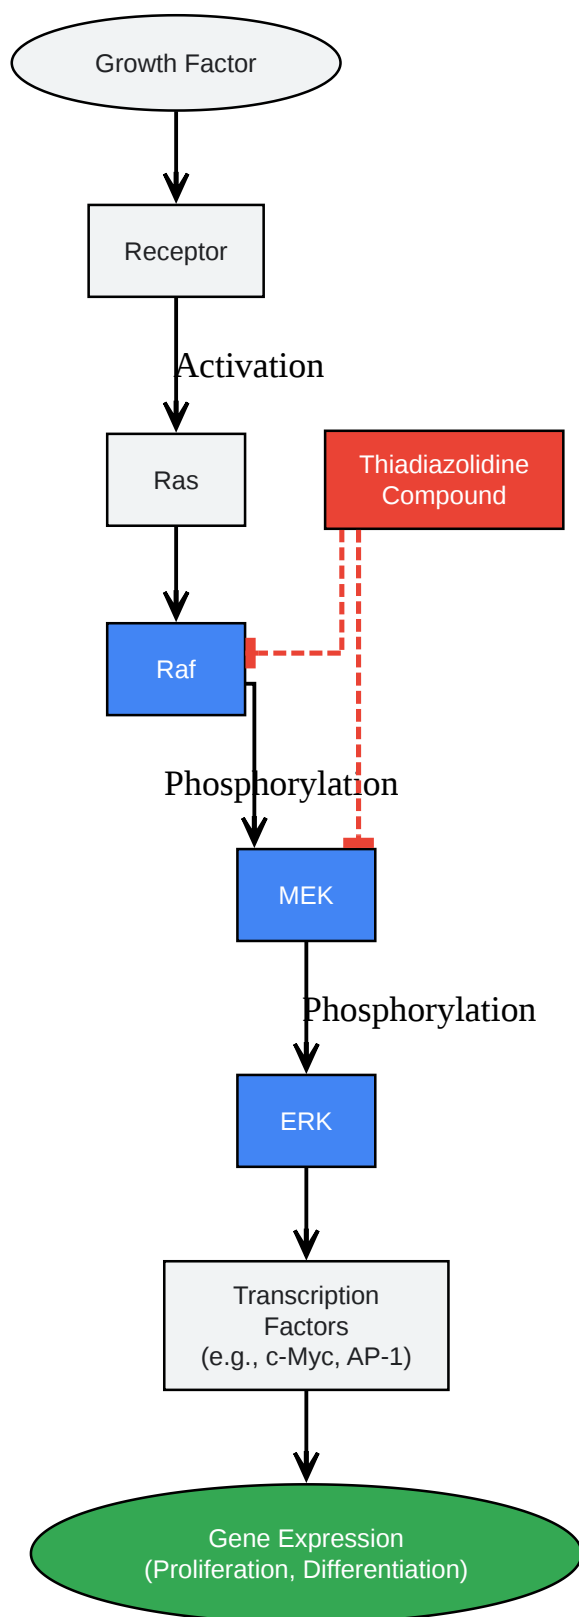 Growth Factor
Receptor
Activation
Ras
Thiadiazolidine
Compound
Raf
Phosphorylation
MEK
Phosphorylation
ERK
Transcription
Factors
(e.g., c-Myc, AP-1)
Gene Expression
(Proliferation, Differentiation)